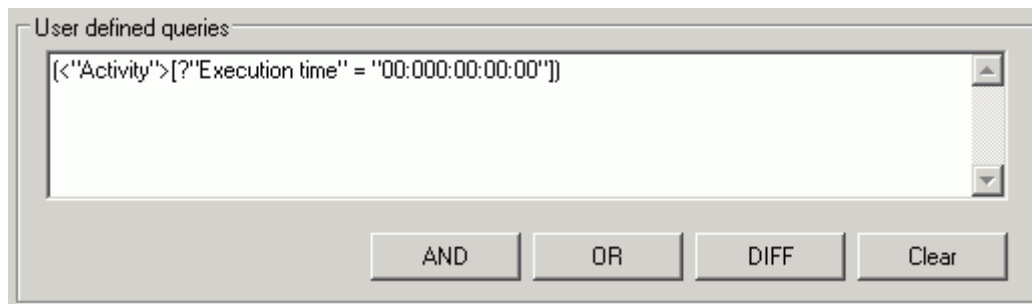 User defined queries
(<"Activity">[?"Execution time" = "00:000:00:00:00"])
AND OR DIFF Clear